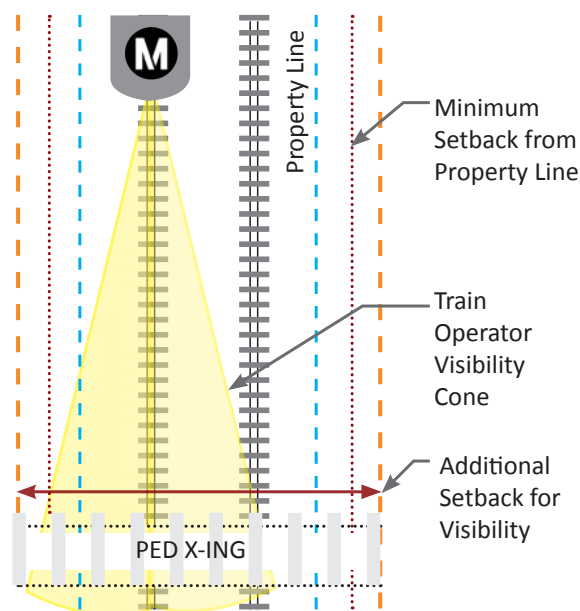 M
Property Line
Minimum
Setback from
Property Line
Train
Operator
Visibility
Cone
Additional
Setback for
Visibility
PED X-ING